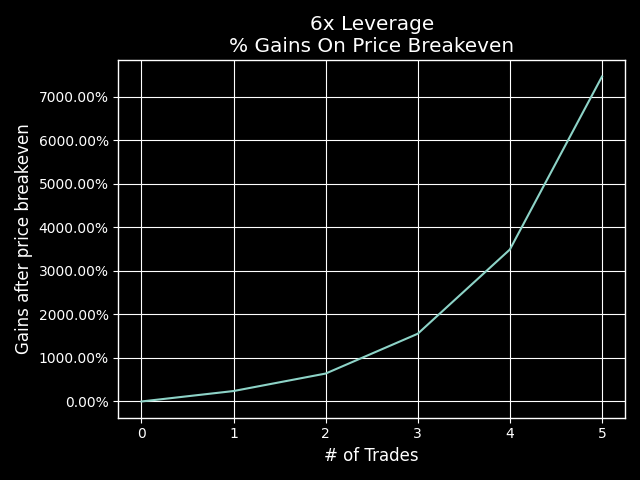 6x Leverage
% Gains On Price Breakeven
Gains after price breakeven
7000.00%
6000.00%
5000.00%
4000.00%
3000.00%
2000.00%
1000.00%
0.00%
0 1 2 3 4 5
# of Trades